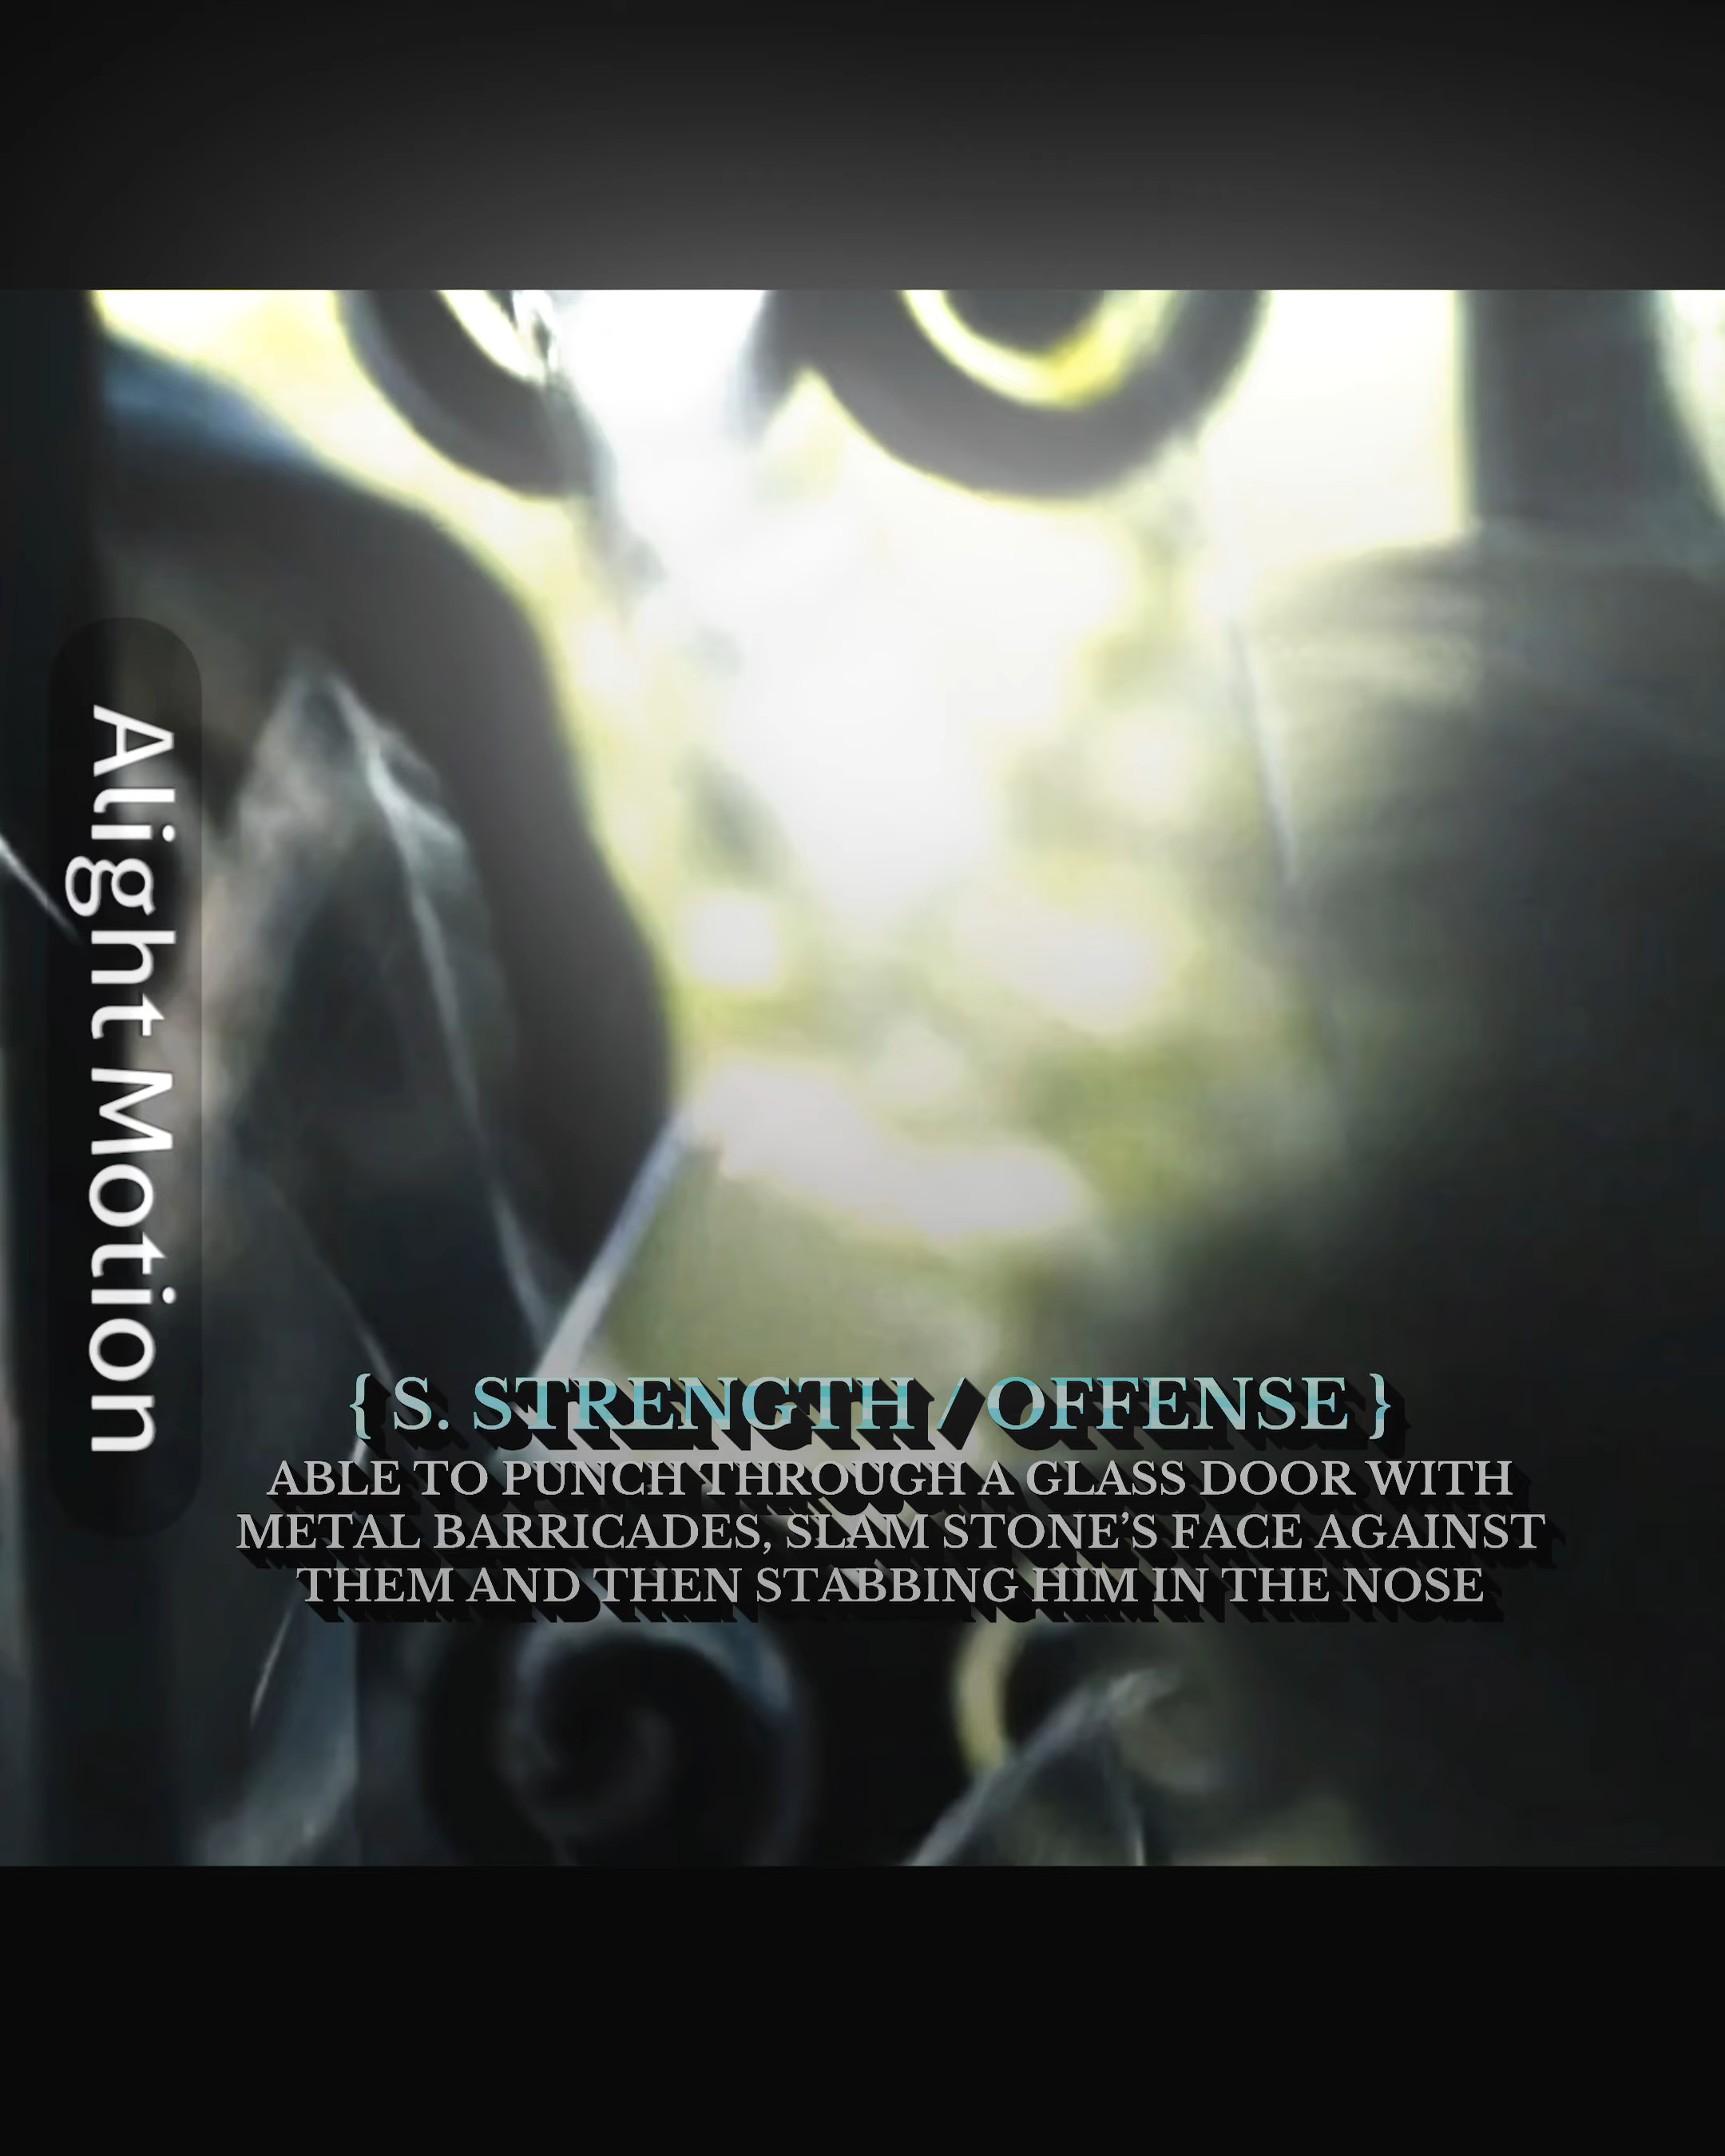 Alight Motion
{ S. STRENGTH / OFFENSE }
ABLE TO PUNCH THROUGH A GLASS DOOR WITH
METAL BARRICADES, SLAM STONE’S FACE AGAINST
THEM AND THEN STABBING HIM IN THE NOSE